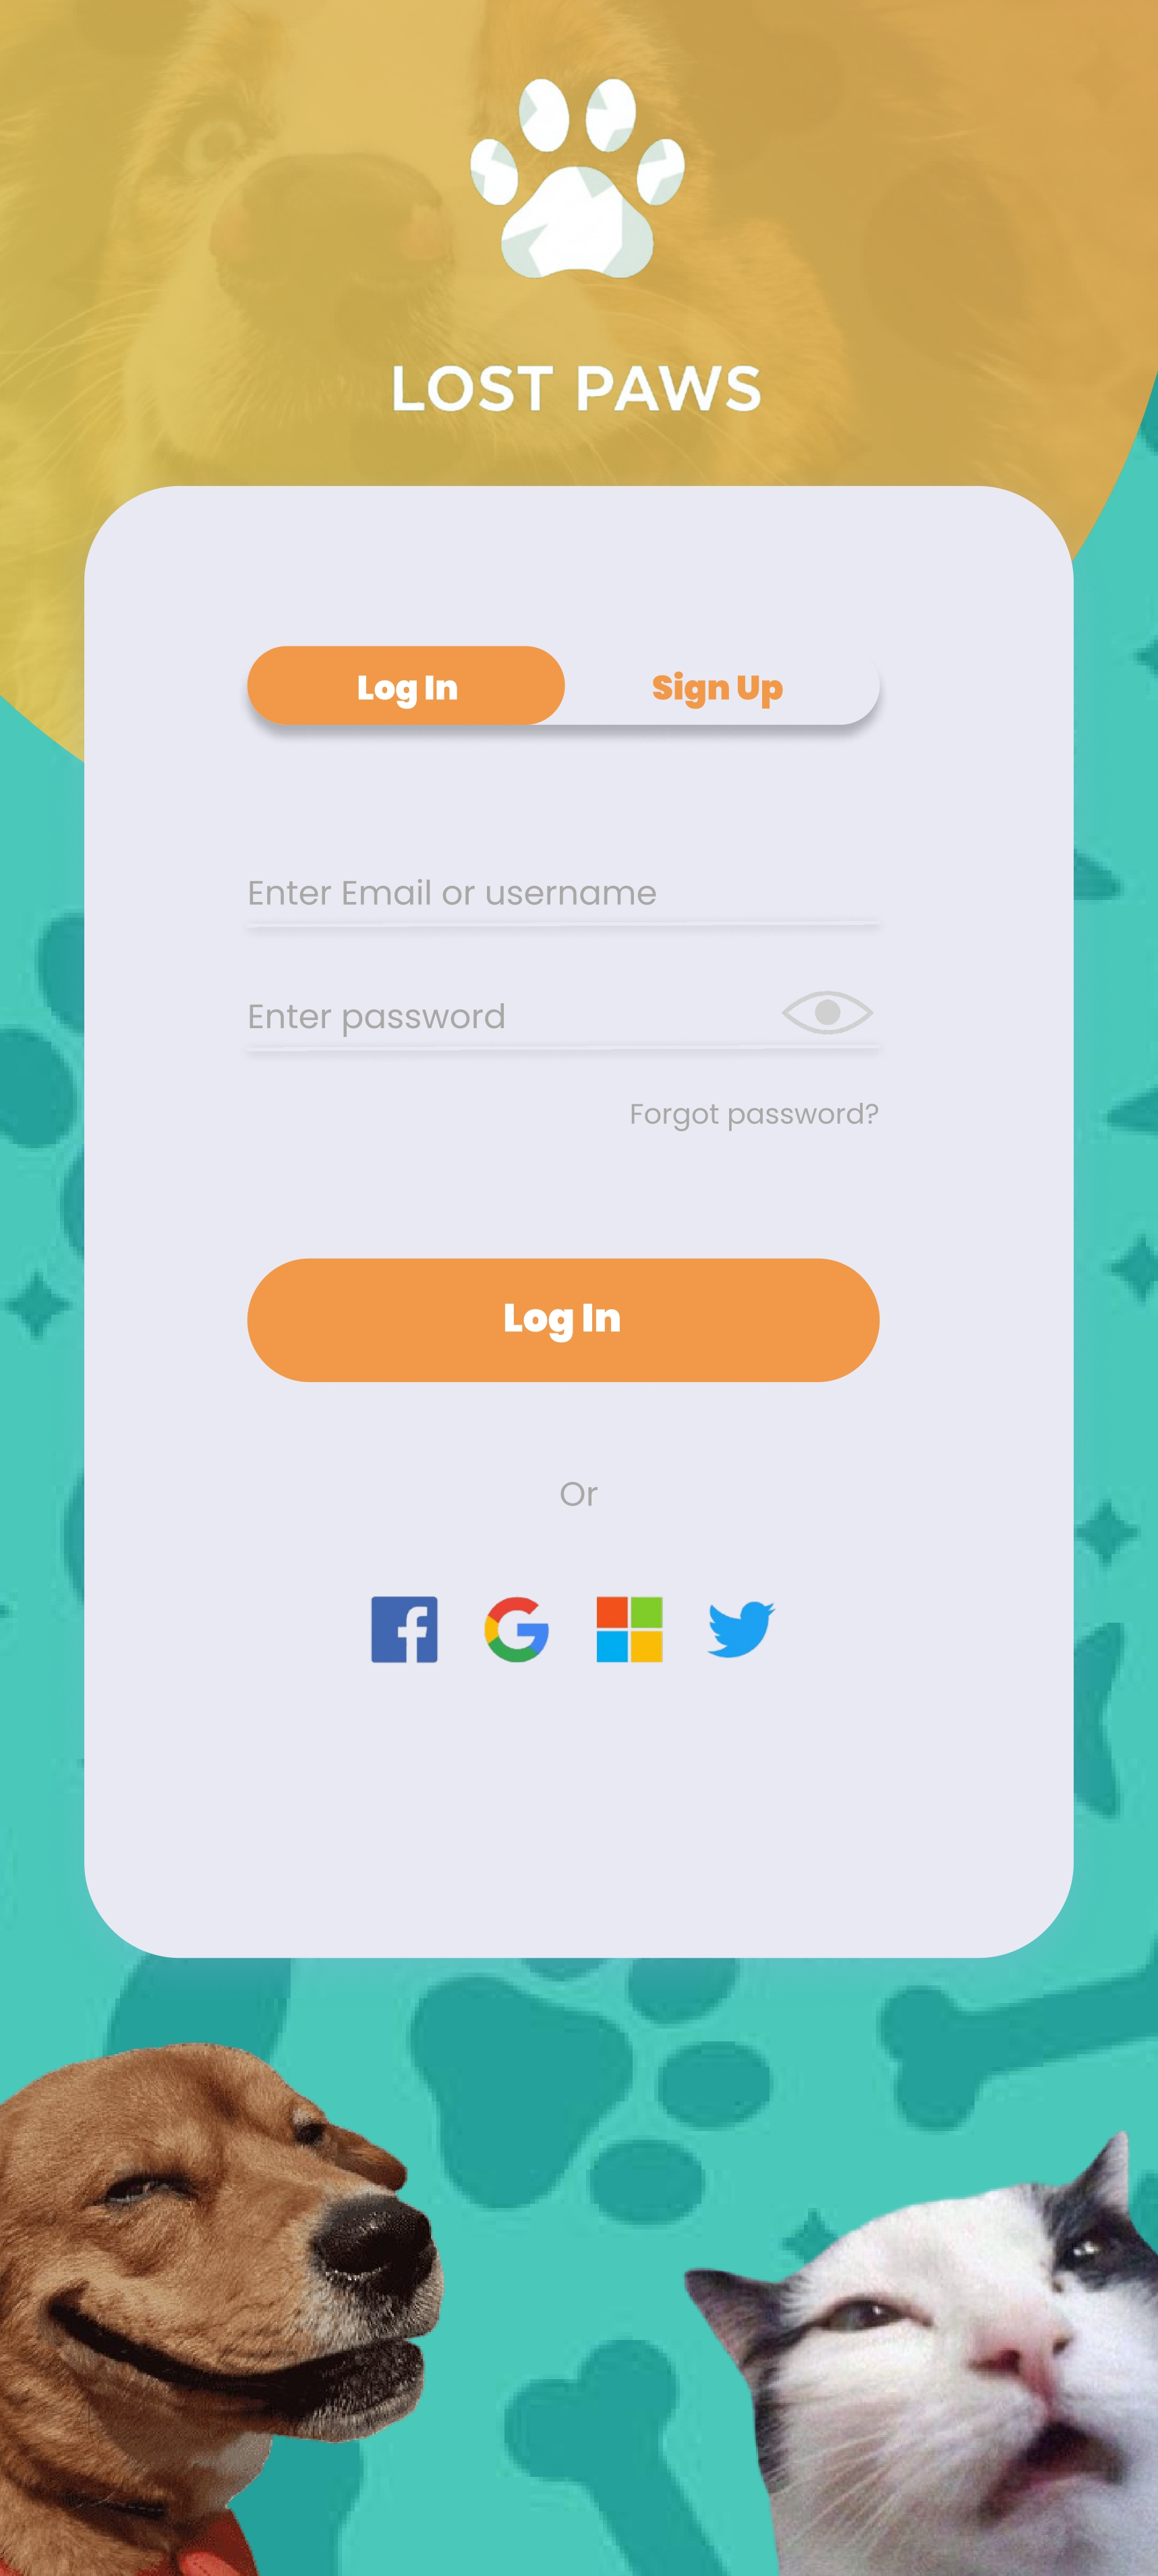 LOST PAWS
Log In
Sign Up
Enter Email or username
Enter password
Forgot password?
Log In
Or